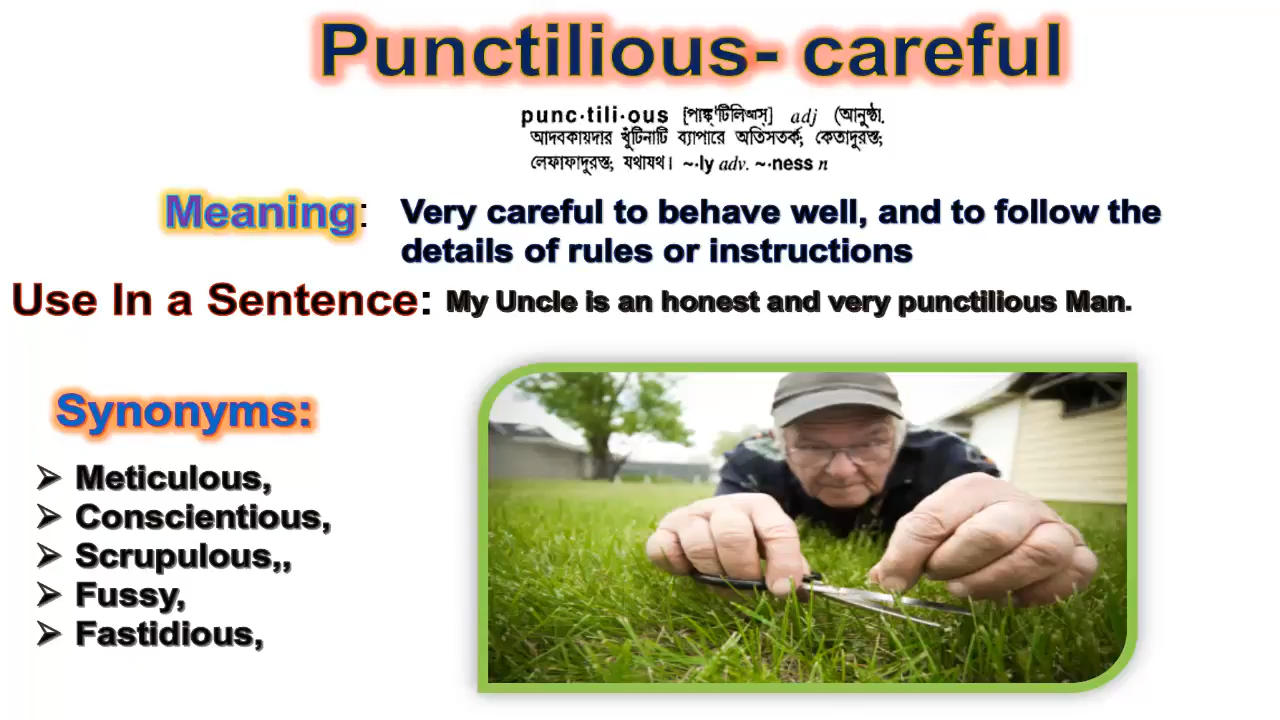 Punctilious- careful
punc·tili·ous [পাঙ্ক্'টিলিআস্] adj (আনুষ্ঠা.
আদবকায়দার খুঁটিনাটি ব্যাপারে অতিসতর্ক; কেতাদুরস্ত;
লেফাফাদুরস্ত; যথাযথ। ~·ly adv. ~·ness n
Meaning: Very careful to behave well, and to follow the
details of rules or instructions
Use In a Sentence: My Uncle is an honest and very punctilious Man.
Synonyms:
➢ Meticulous,
➢ Conscientious,
➢ Scrupulous,,
➢ Fussy,
➢ Fastidious,